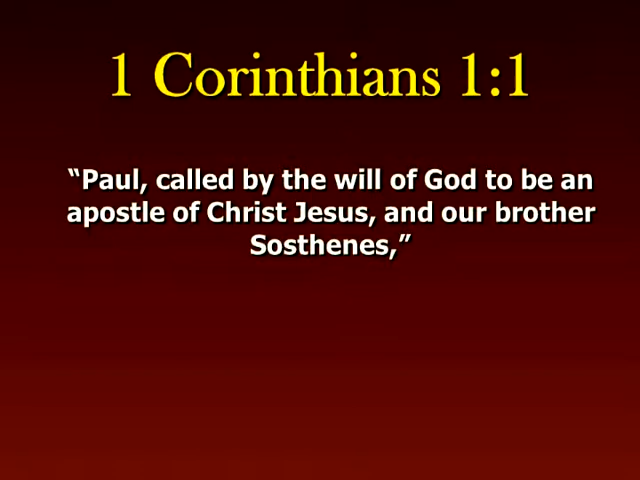 1 Corinthians 1:1
“Paul, called by the will of God to be an
apostle of Christ Jesus, and our brother
Sosthenes,”